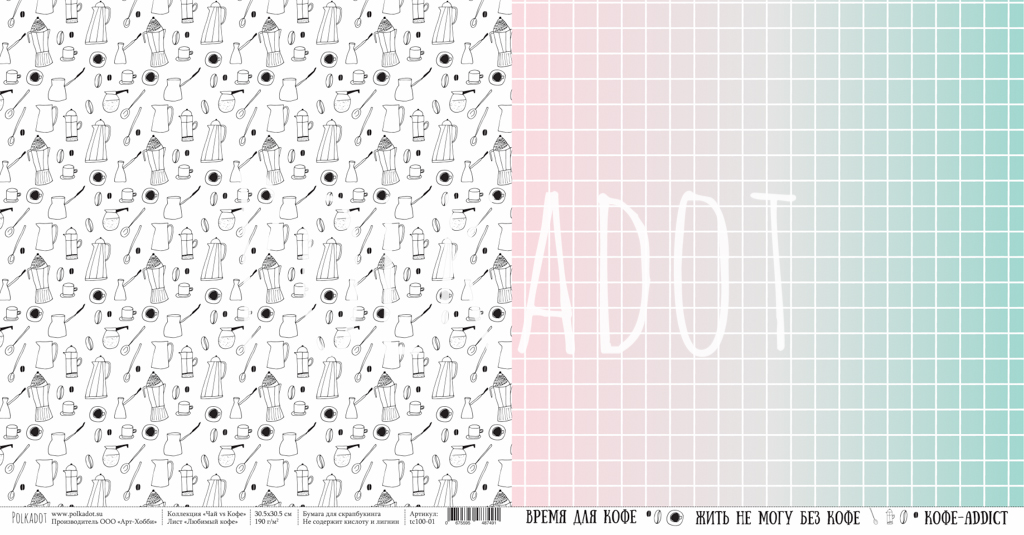 ADOT
POLKADOT
www.polkadot.su
Производитель ООО «Арт-Хобби»
Коллекция «Чай vs Кофе»
Лист «Любимый кофе»
30.5х30.5 см
190 г/м²
Бумага для скрапбукинга
Не содержит кислоту и лигнин
Артикул:
tc100-01
ВРЕМЯ ДЛЯ КОФЕ
ЖИТЬ НЕ МОГУ БЕЗ КОФЕ
КОФЕ-ADDICT